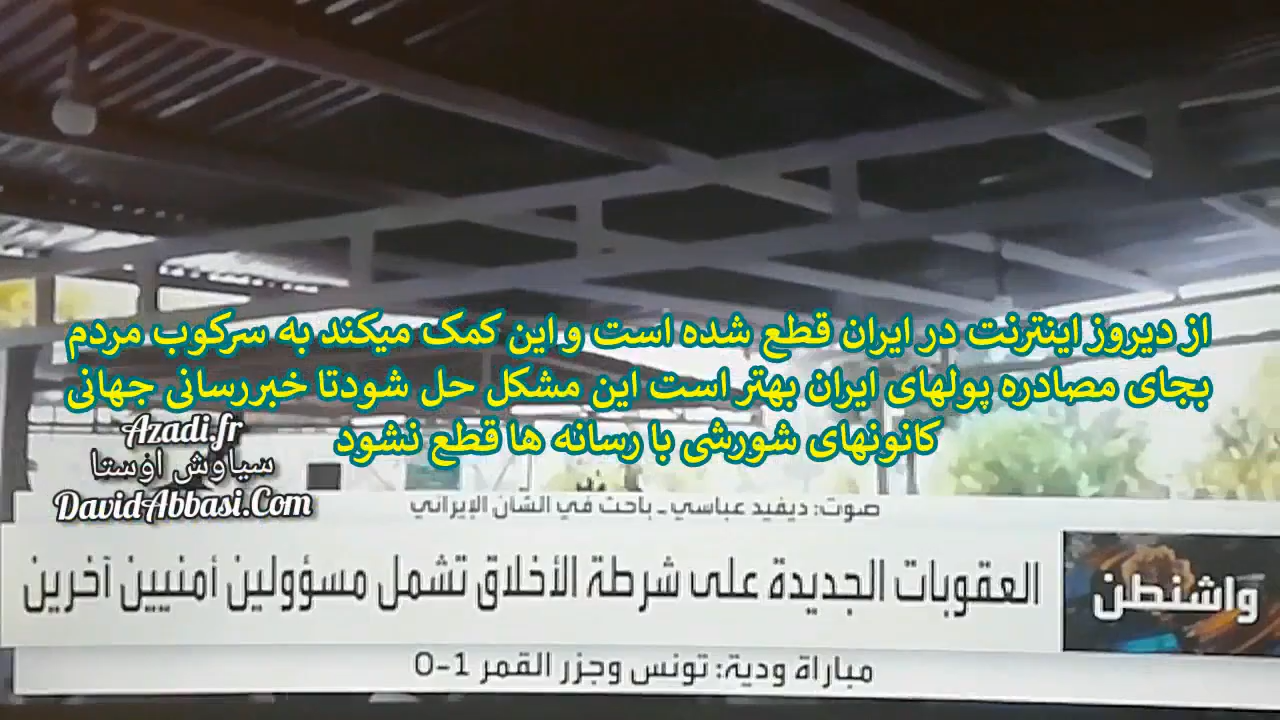 از دیروز اینترنت در ایران قطع شده است و این کمک میکند به سرکوب مردم
بجای مصادره پولهای ایران بهتر است این مشکل حل شودتا خبررسانی جهانی
کانونهای شورشی با رسانه ها قطع نشود
Azadi.fr
سیاوش اوستا
DavidAbbasi.Com
صوت: ديفيد عباسي - باحث في الشأن الإيراني
واشنطن
العقوبات الجديدة على شرطة الأخلاق تشمل مسؤولين أمنيين آخرين
مباراة ودية: تونس وجزر القمر 1-0